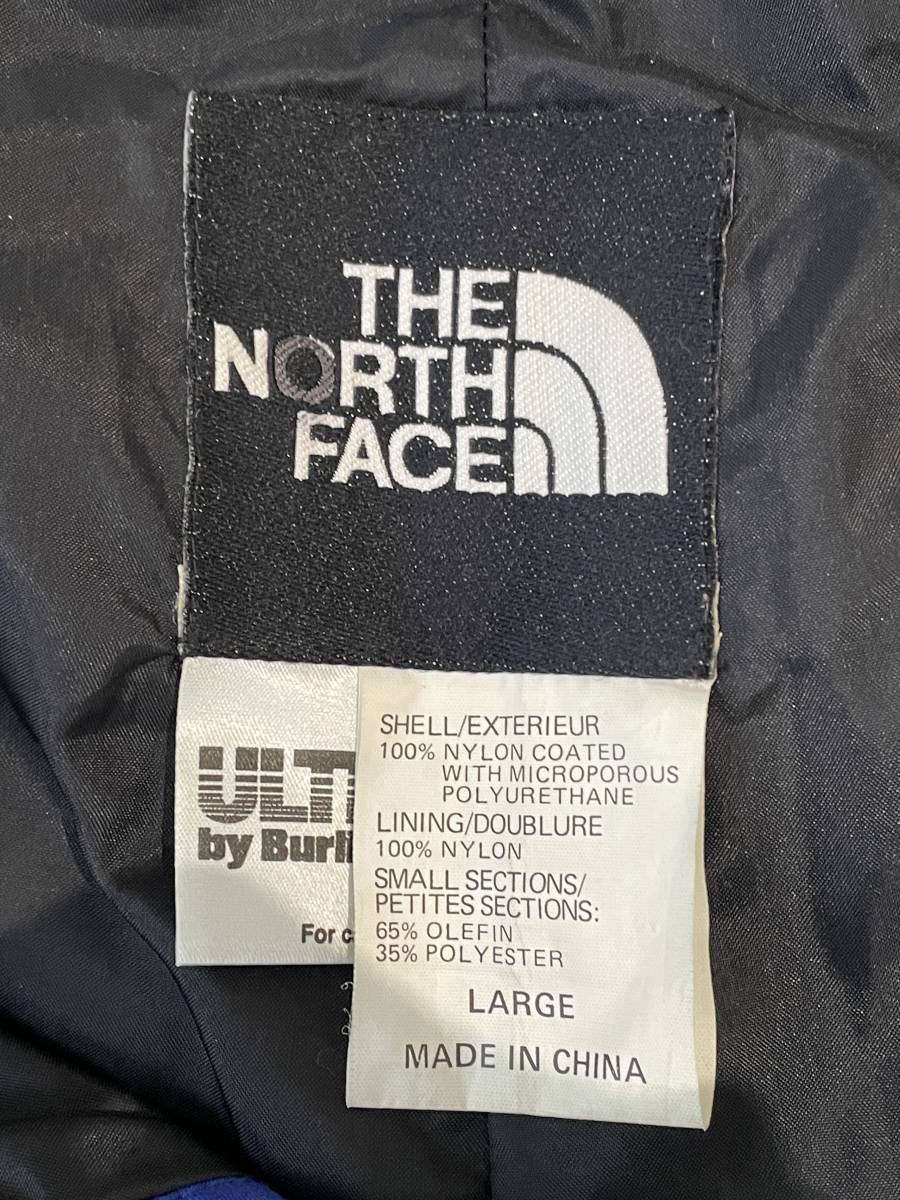 THE
NORTH
FACE
ULT
by Burli
For c
SHELL/EXTERIEUR
100% NYLON COATED
WITH MICROPOROUS
POLYURETHANE
LINING/DOUBLURE
100% NYLON
SMALL SECTIONS/
PETITES SECTIONS:
65% OLEFIN
35% POLYESTER
LARGE
MADE IN CHINA